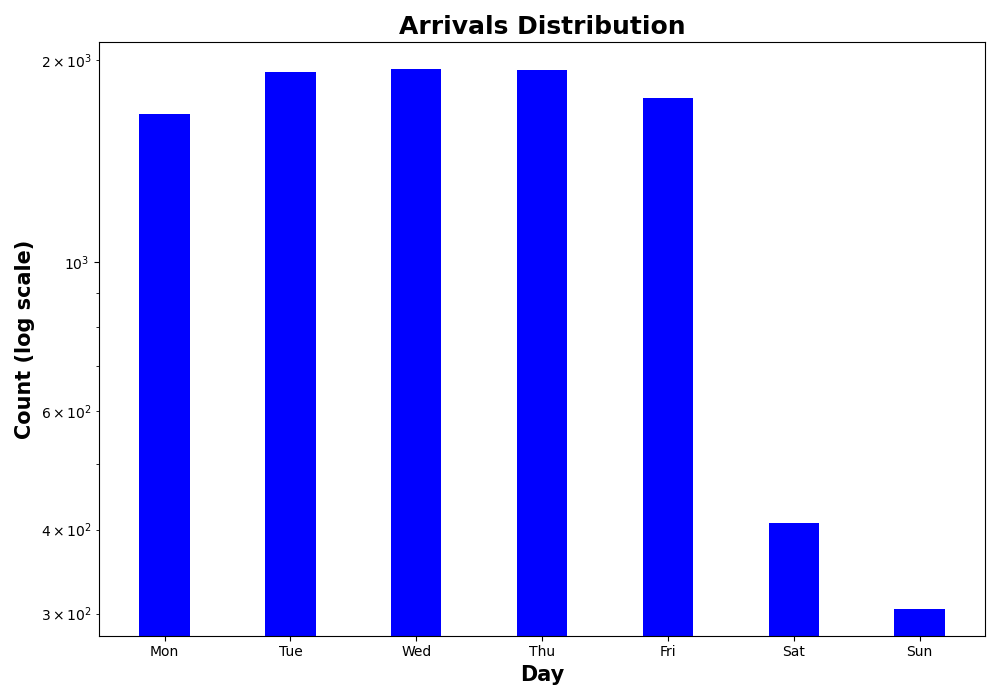 Arrivals Distribution
Count (log scale)
2 × 10³
10³
6 × 10²
4 × 10²
3 × 10²
Mon Tue Wed Thu Fri Sat Sun
Day